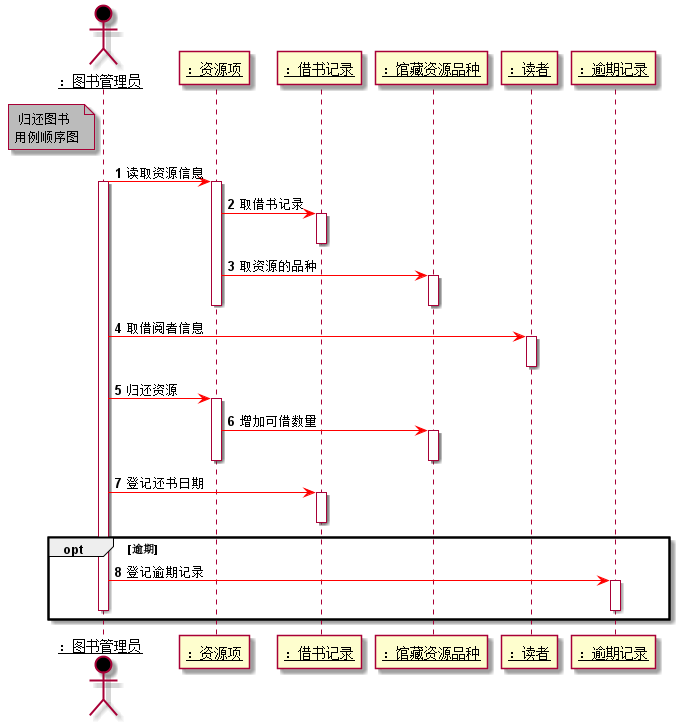 : 图书管理员
: 资源项
: 借书记录
: 馆藏资源品种
: 读者
: 逾期记录
归还图书
用例顺序图
1 读取资源信息
2 取借书记录
3 取资源的品种
4 取借阅者信息
5 归还资源
6 增加可借数量
7 登记还书日期
opt [逾期]
8 登记逾期记录
: 图书管理员
: 资源项
: 借书记录
: 馆藏资源品种
: 读者
: 逾期记录